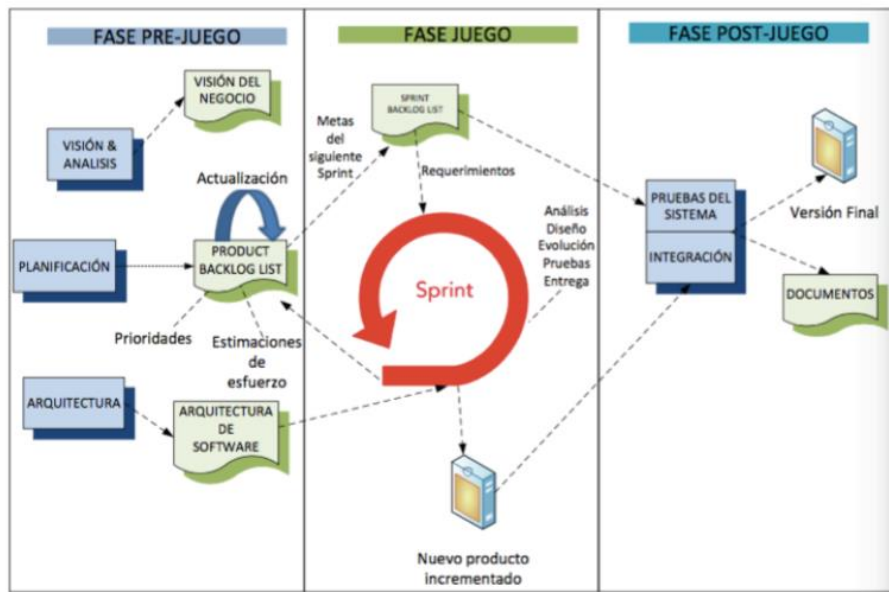 FASE PRE-JUEGO
VISIÓN DEL
NEGOCIO
VISIÓN &
ANALISIS
Actualización
PLANIFICACIÓN
PRODUCT
BACKLOG LIST
Prioridades
Estimaciones
de
esfuerzo
ARQUITECTURA
ARQUITECTURA
DE
SOFTWARE
FASE JUEGO
SPRINT
BACKLOG LIST
Metas
del
siguiente
Sprint
Requerimientos
Análisis
Diseño
Evolución
Pruebas
Entrega
Sprint
Nuevo producto
incrementado
FASE POST-JUEGO
PRUEBAS DEL
SISTEMA
INTEGRACIÓN
Versión Final
DOCUMENTOS